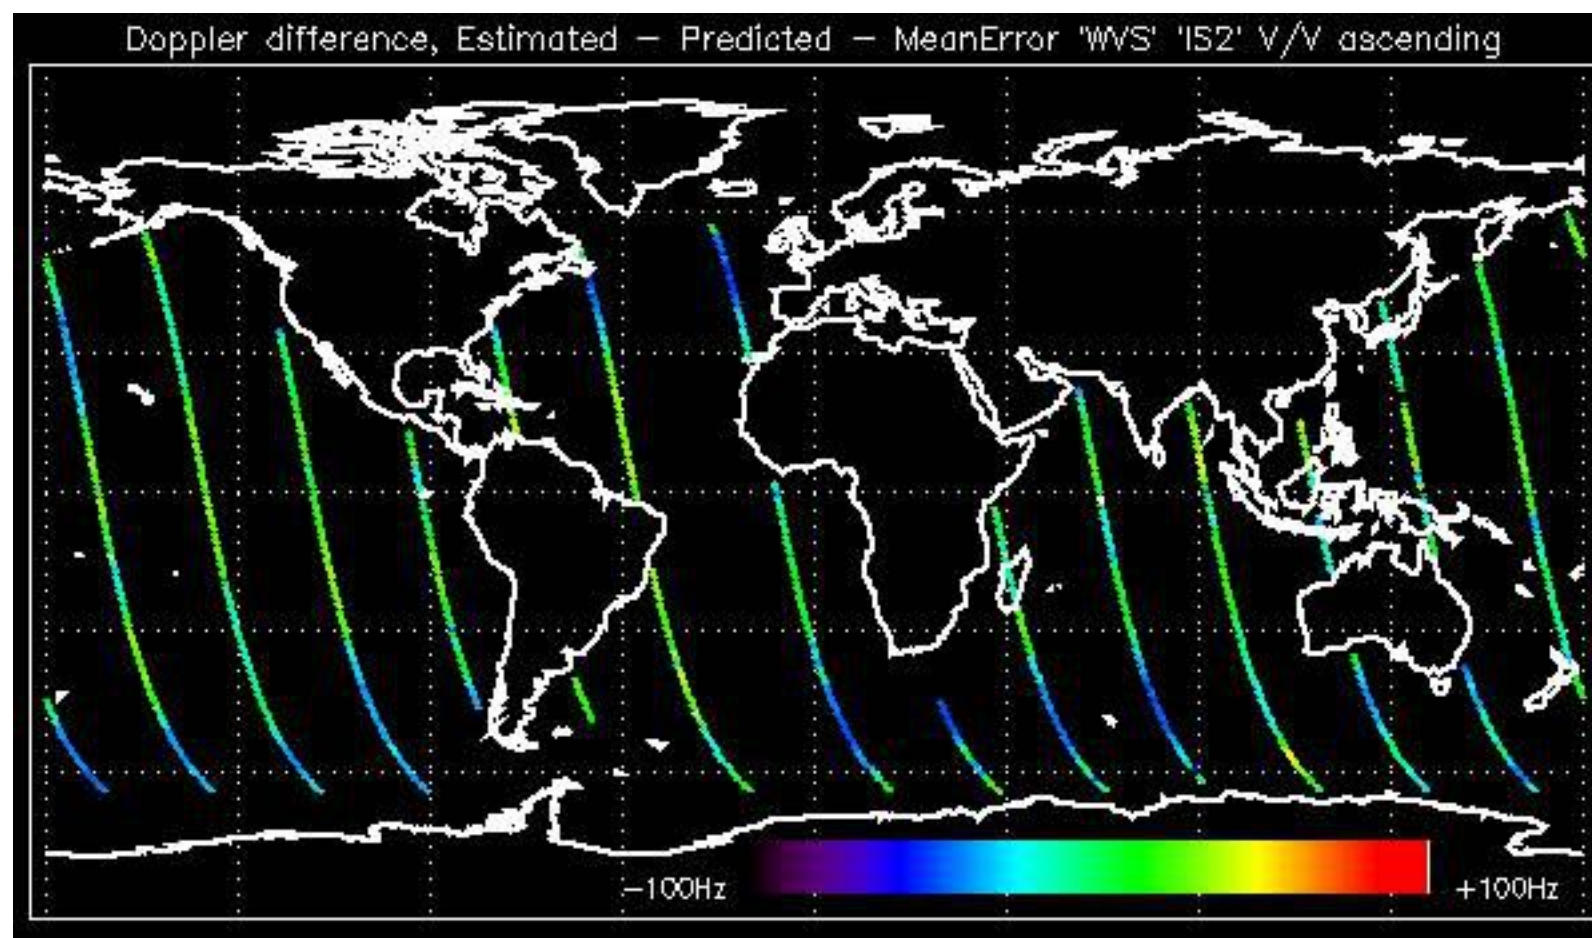 Doppler difference, Estimated - Predicted - MeanError 'WVS' 'IS2' V/V ascending
-100Hz
+100Hz